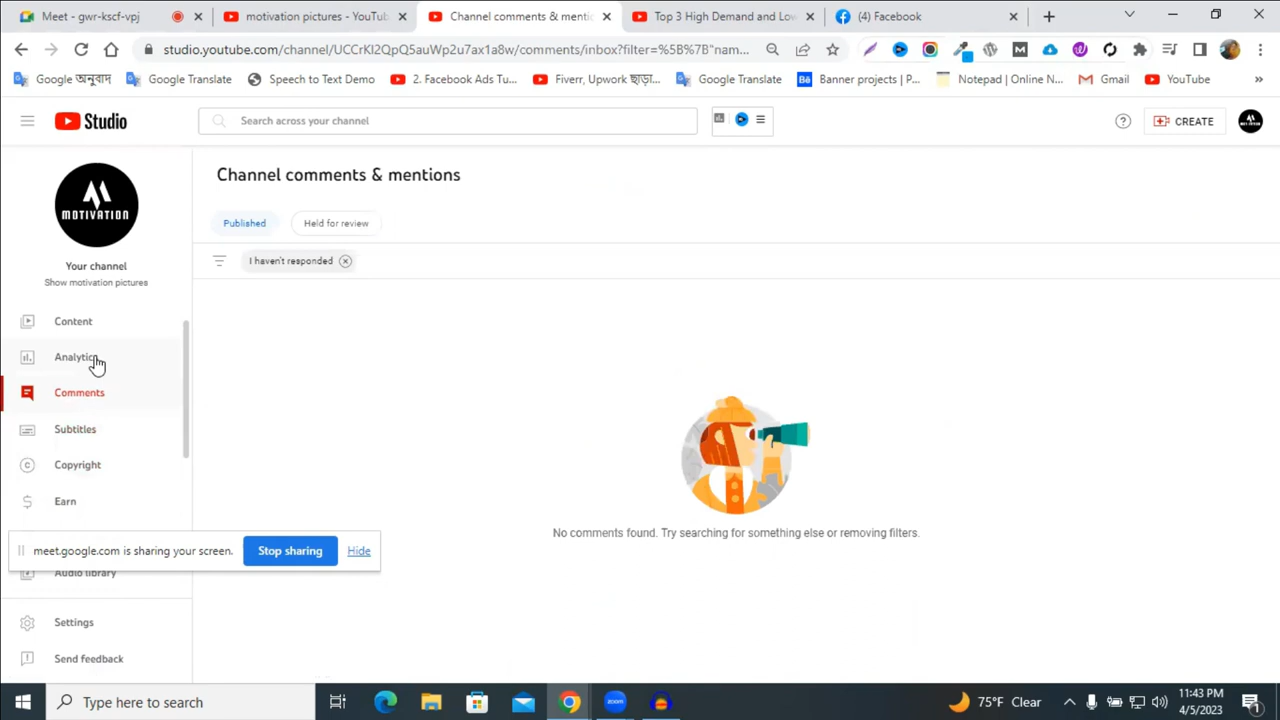 Meet - gwr-kscf-vpj
motivation pictures - YouTub
Channel comments & mentio
Top 3 High Demand and Low
(4) Facebook
studio.youtube.com/channel/UCCrKI2QpQ5auWp2u7ax1a8w/comments/inbox?filter=%5B%7B"nam...
Google অনুবাদ
Google Translate
Speech to Text Demo
2. Facebook Ads Tu...
Fiverr, Upwork ছাড়া...
Google Translate
Banner projects | P...
Notepad | Online N...
Gmail
YouTube
Studio
Search across your channel
CREATE
Channel comments & mentions
MOTIVATION
Published
Held for review
I haven't responded
Your channel
Show motivation pictures
Content
Analytics
Comments
Subtitles
Copyright
Earn
No comments found. Try searching for something else or removing filters.
meet.google.com is sharing your screen.
Stop sharing
Hide
Audio library
Settings
Send feedback
Type here to search
zoom
75°F Clear
11:43 PM
4/5/2023